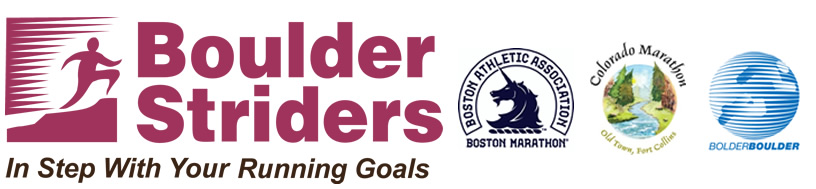 Boulder
Striders
In Step With Your Running Goals
BOSTON ATHLETIC ASSOCIATION
BOSTON MARATHON®
Colorado Marathon
Old Town, Fort Collins
BOLDERBOULDER